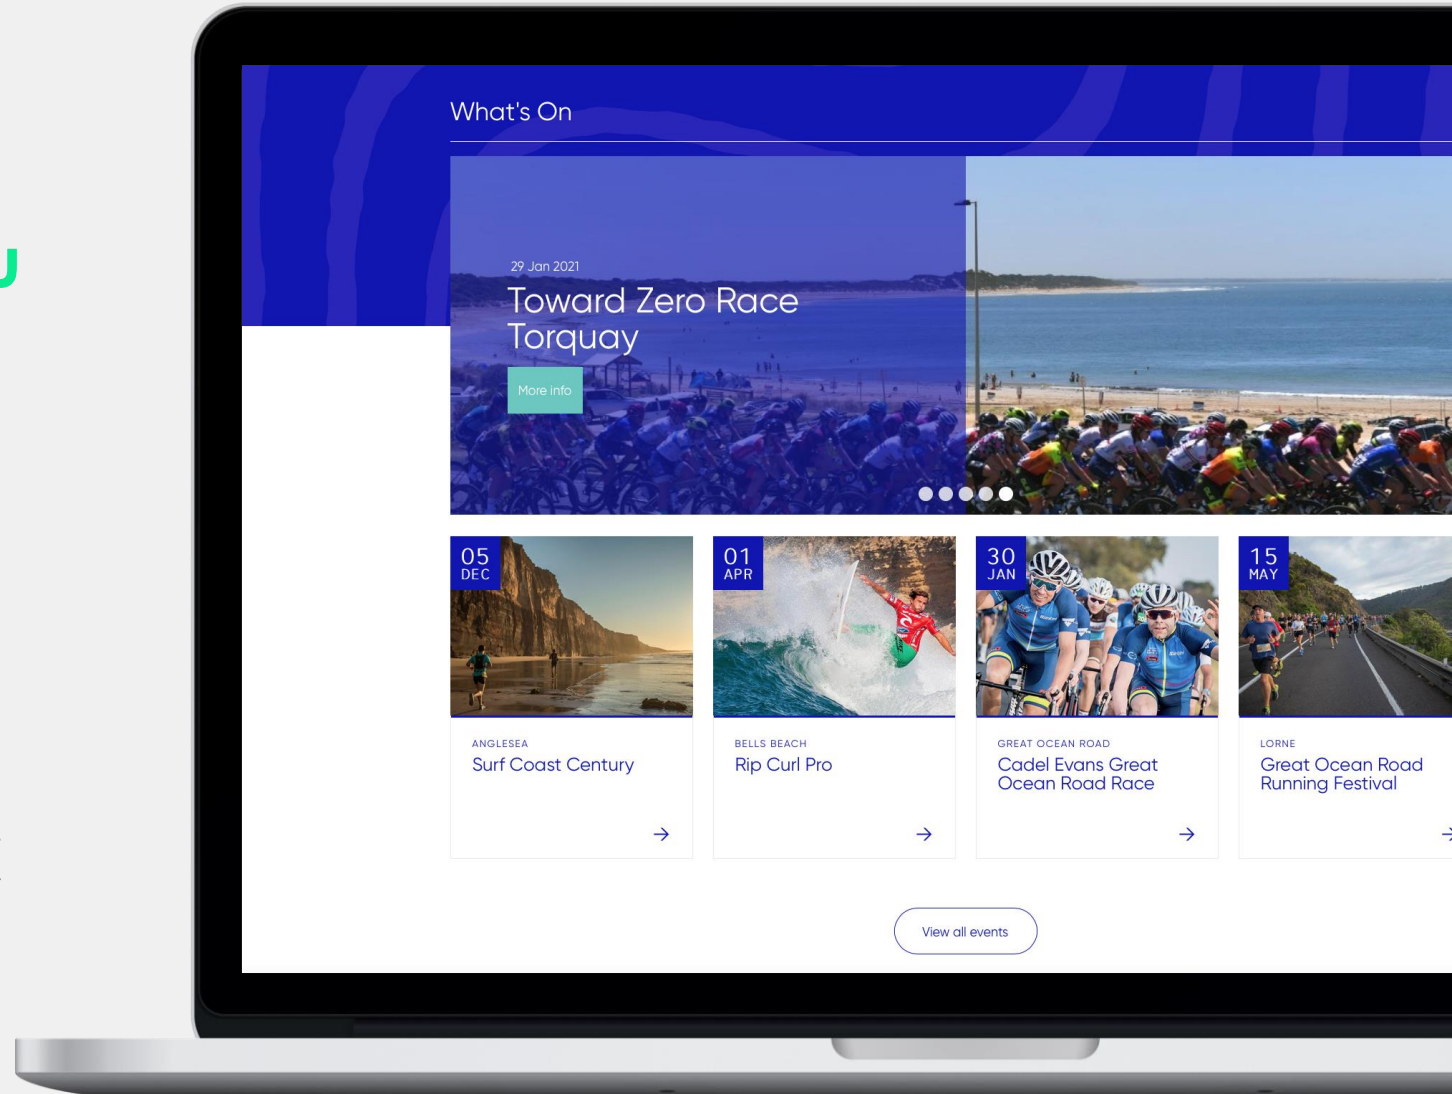 What's On
29 Jan 2021
Toward Zero Race
Torquay
More info
05
DEC
ANGLESEA
Surf Coast Century
01
APR
BELLS BEACH
Rip Curl Pro
30
JAN
GREAT OCEAN ROAD
Cadel Evans Great
Ocean Road Race
15
MAY
LORNE
Great Ocean Road
Running Festival
View all events